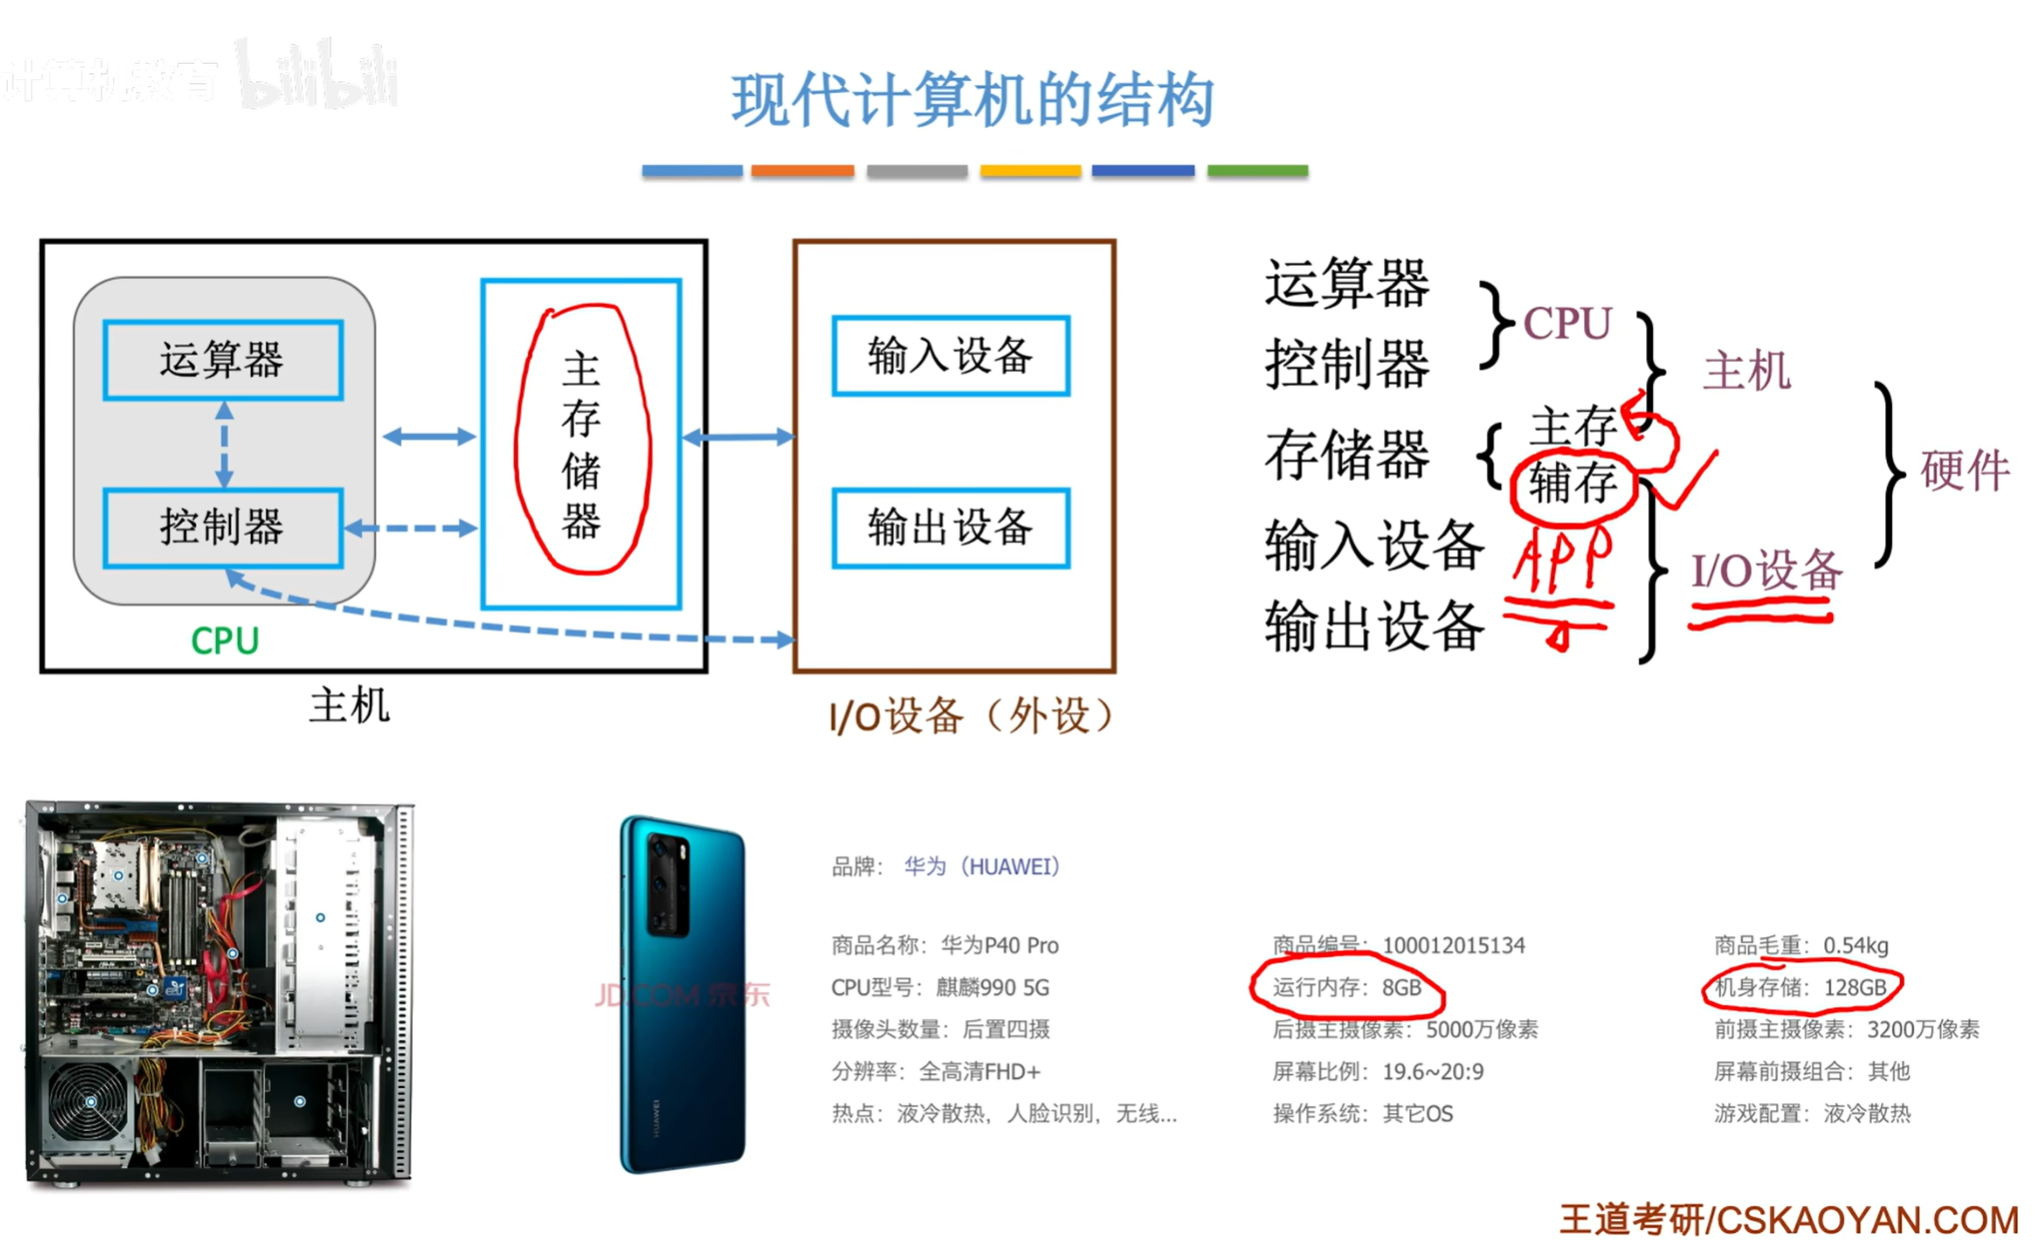 计算机教育 bilibili
现代计算机的结构
运算器
控制器
CPU
主存储器
主机
输入设备
输出设备
I/O设备（外设）
运算器
控制器
CPU
主机
存储器
主存
辅存
输入设备
输出设备
APP
I/O设备
硬件
JD.COM 京东
HUAWEI
品牌： 华为（HUAWEI）
商品名称：华为P40 Pro 商品编号：100012015134 商品毛重：0.54kg
CPU型号：麒麟990 5G 运行内存：8GB 机身存储：128GB
摄像头数量：后置四摄 后摄主摄像素：5000万像素 前摄主摄像素：3200万像素
分辨率：全高清FHD+ 屏幕比例：19.6~20:9 屏幕前摄组合：其他
热点：液冷散热，人脸识别，无线... 操作系统：其它OS 游戏配置：液冷散热
王道考研/CSKAOYAN.COM